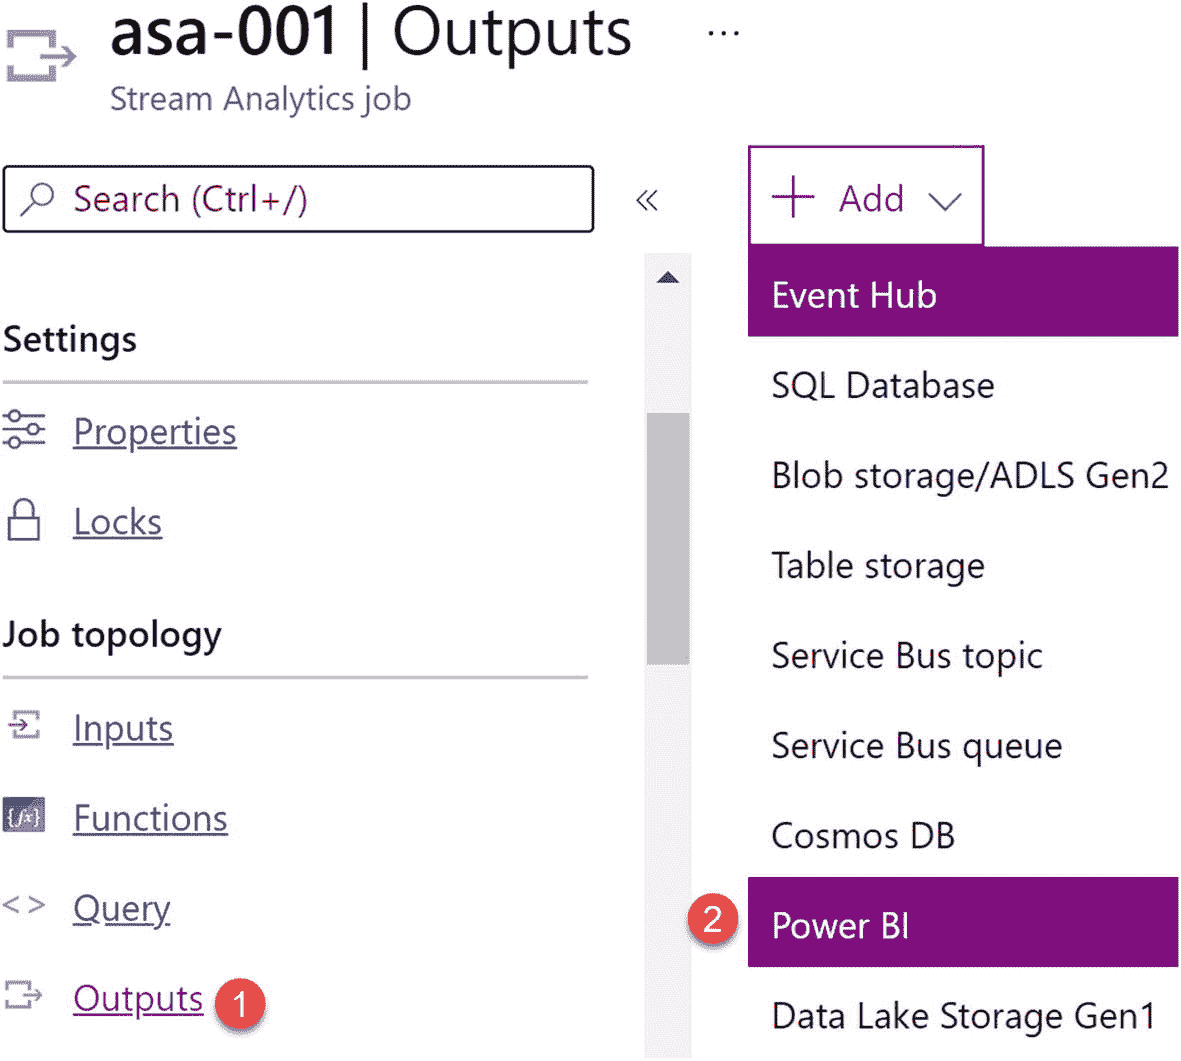 asa-001 | Outputs ...
Stream Analytics job
Search (Ctrl+/)
Settings
Properties
Locks
Job topology
Inputs
{fx} Functions
<> Query
Outputs 1
+ Add
Event Hub
SQL Database
Blob storage/ADLS Gen2
Table storage
Service Bus topic
Service Bus queue
Cosmos DB
2 Power BI
Data Lake Storage Gen1